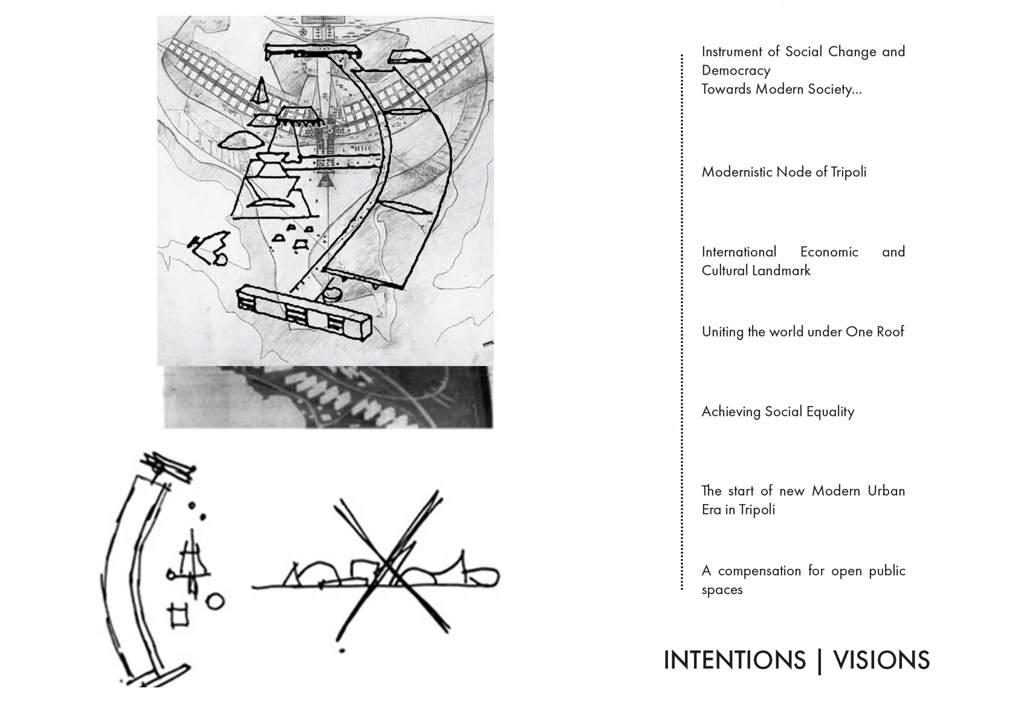 Instrument of Social Change and
Democracy
Towards Modern Society...
Modernistic Node of Tripoli
International Economic and
Cultural Landmark
Uniting the world under One Roof
Achieving Social Equality
The start of new Modern Urban
Era in Tripoli
A compensation for open public
spaces
INTENTIONS | VISIONS